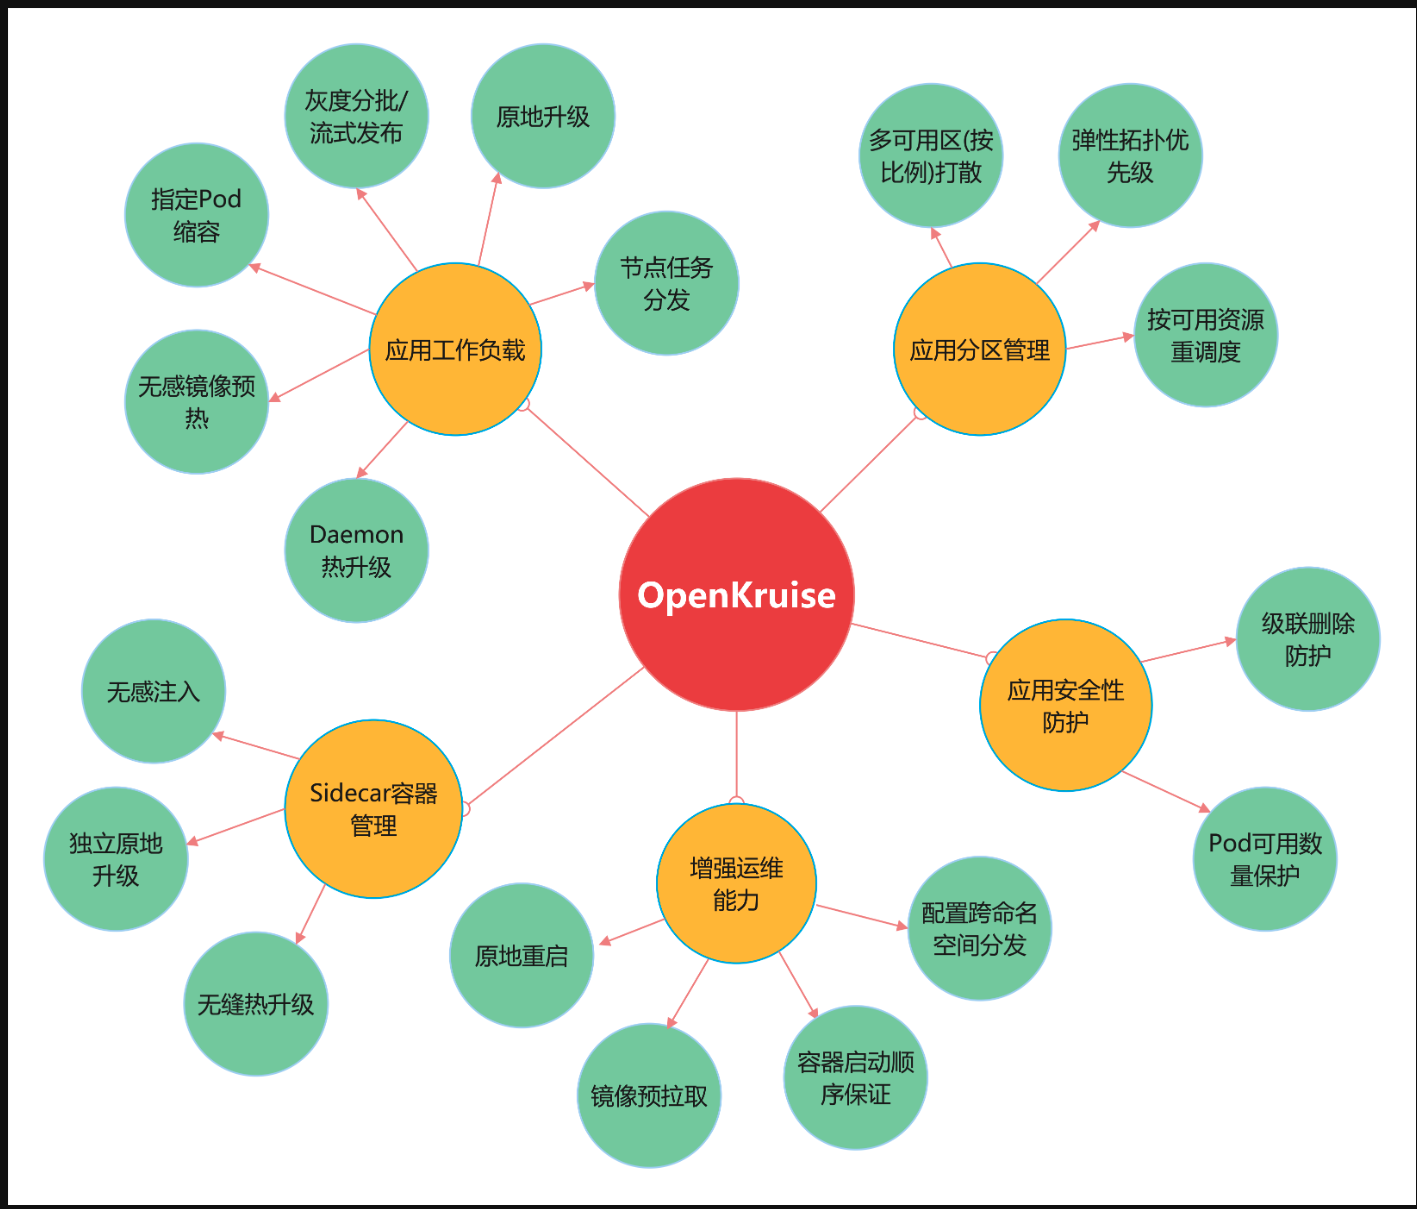 灰度分批/
流式发布
原地升级
指定Pod
缩容
节点任务
分发
应用工作负载
无感镜像预
热
Daemon
热升级
多可用区(按
比例)打散
弹性拓扑优
先级
按可用资源
重调度
应用分区管理
OpenKruise
级联删除
防护
应用安全性
防护
Pod可用数
量保护
无感注入
Sidecar容器
管理
独立原地
升级
无缝热升级
增强运维
能力
原地重启
配置跨命名
空间分发
镜像预拉取
容器启动顺
序保证